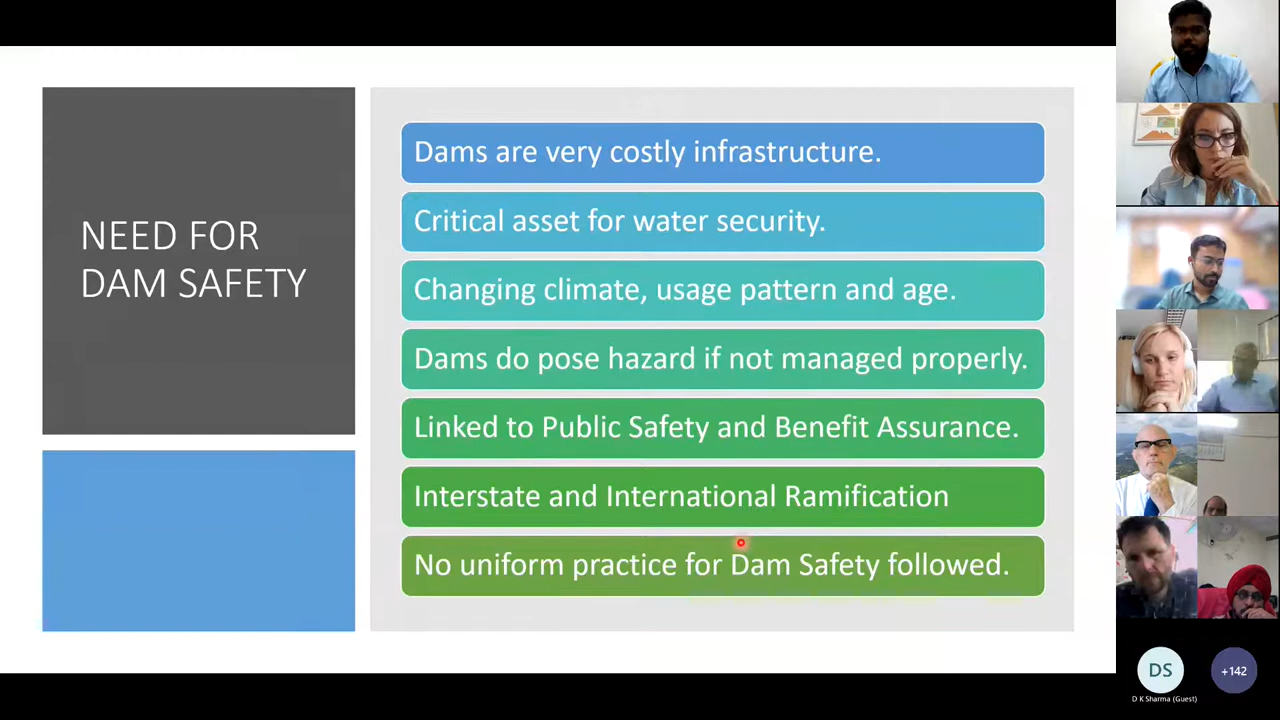 NEED FOR
DAM SAFETY
Dams are very costly infrastructure.
Critical asset for water security.
Changing climate, usage pattern and age.
Dams do pose hazard if not managed properly.
Linked to Public Safety and Benefit Assurance.
Interstate and International Ramification
No uniform practice for Dam Safety followed.
DS
+142
D K Sharma (Guest)